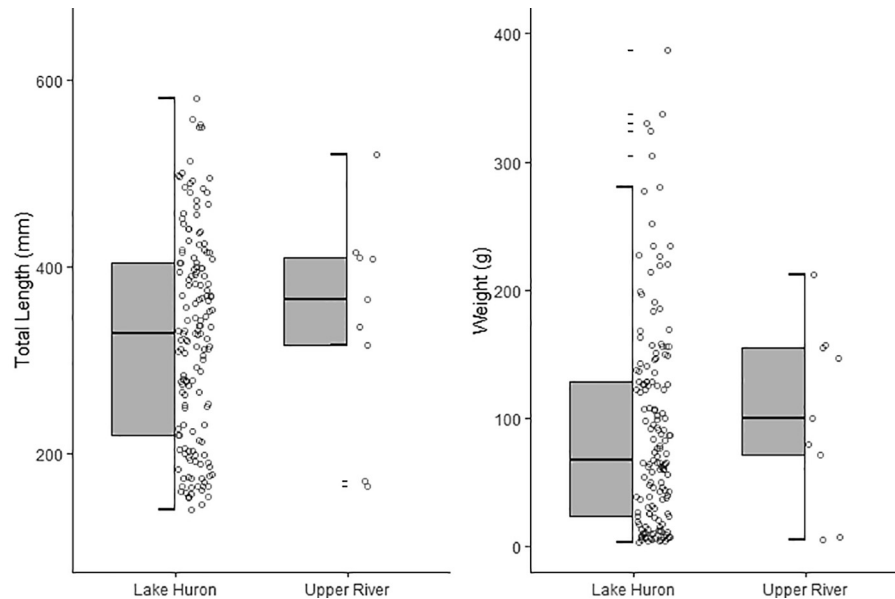 Total Length (mm)
600
400
200
Lake Huron
Upper River
Weight (g)
400
300
200
100
0
Lake Huron
Upper River